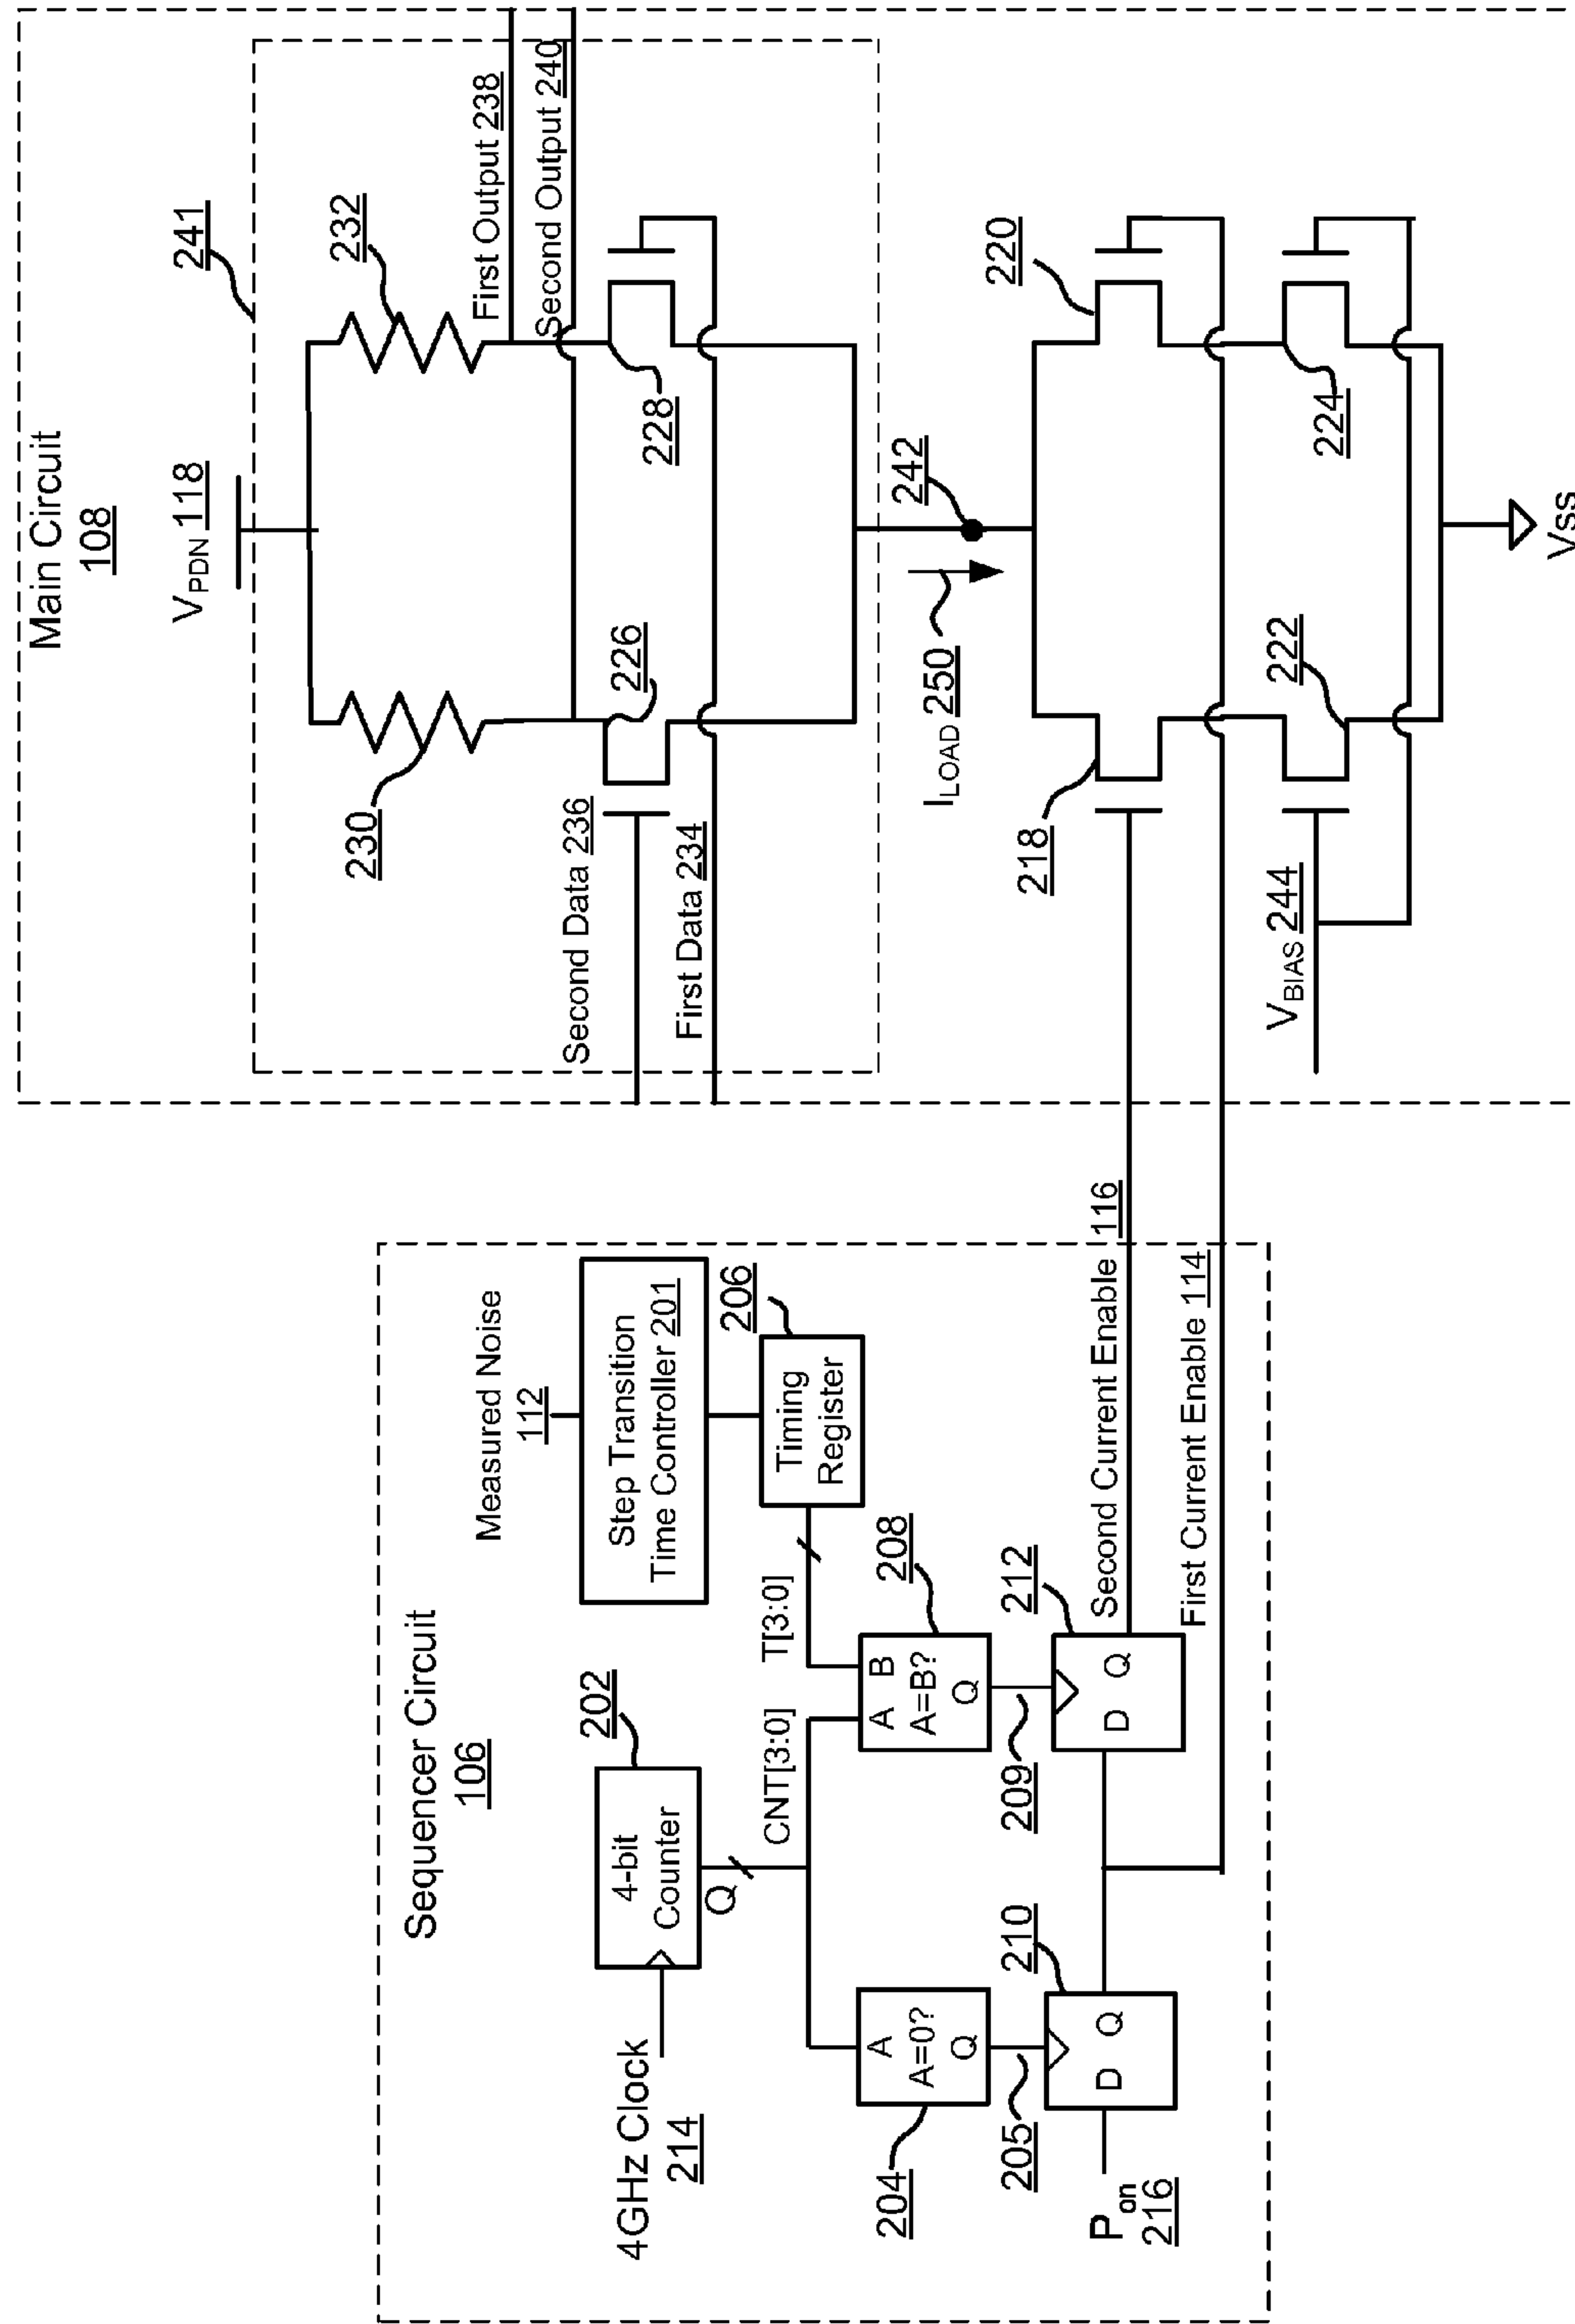 Sequencer Circuit
106
4GHz Clock
214
4-bit
Counter
202
Q
CNT[3:0]
Measured Noise
112
Step Transition
Time Controller 201
206
Timing
Register
T[3:0]
204
A
A=0?
Q
205
208
A B
A=B?
Q
209
P on
216
210
D Q
212
D Q
Second Current Enable 116
First Current Enable 114
Main Circuit
108
VPDN 118
241
230
232
First Output 238
Second Output 240
Second Data 236
First Data 234
226
228
ILOAD 250
242
218
220
VBIAS 244
222
224
Vss